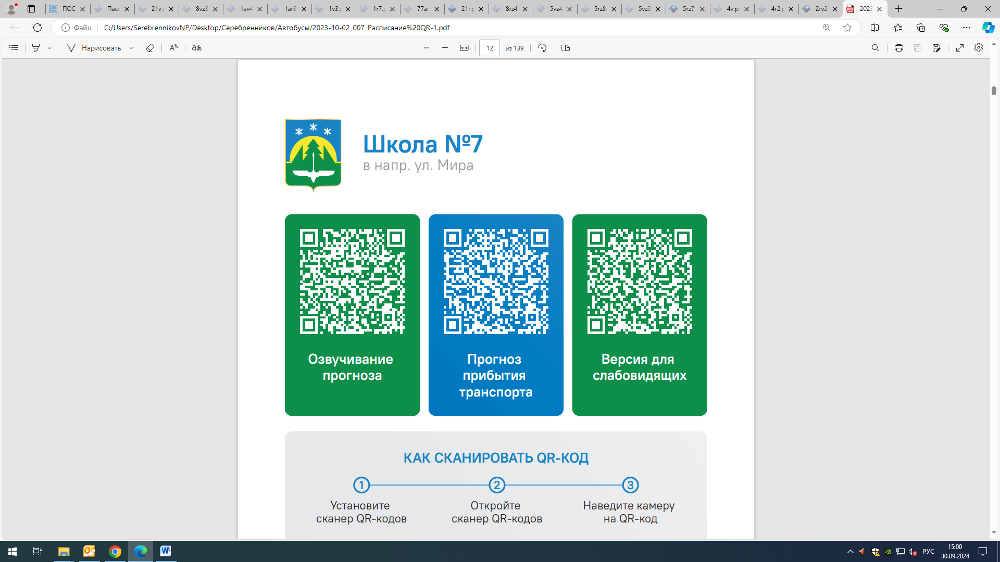 ПОС
Пасс
21v.p
8vz3
1av4
1ar6
1v3.p
1r7.p
77ar
21r.p
8rz4.
5vz4
5rz8.
5vz3
5rz7.
4v.pd
4r2.p
2rv2.
2023
Файл
C:/Users/SerebrennikovNP/Desktop/Серебренников/Автобусы/2023-10-02_007_Расписание%20QR-1.pdf
Нарисовать
12 из 139
Школа №7
в напр. ул. Мира
Озвучивание
прогноза
Прогноз
прибытия
транспорта
Версия для
слабовидящих
КАК СКАНИРОВАТЬ QR-КОД
1
2
3
Установите
сканер QR-кодов
Откройте
сканер QR-кодов
Наведите камеру
на QR-код
РУС
15:00
30.09.2024